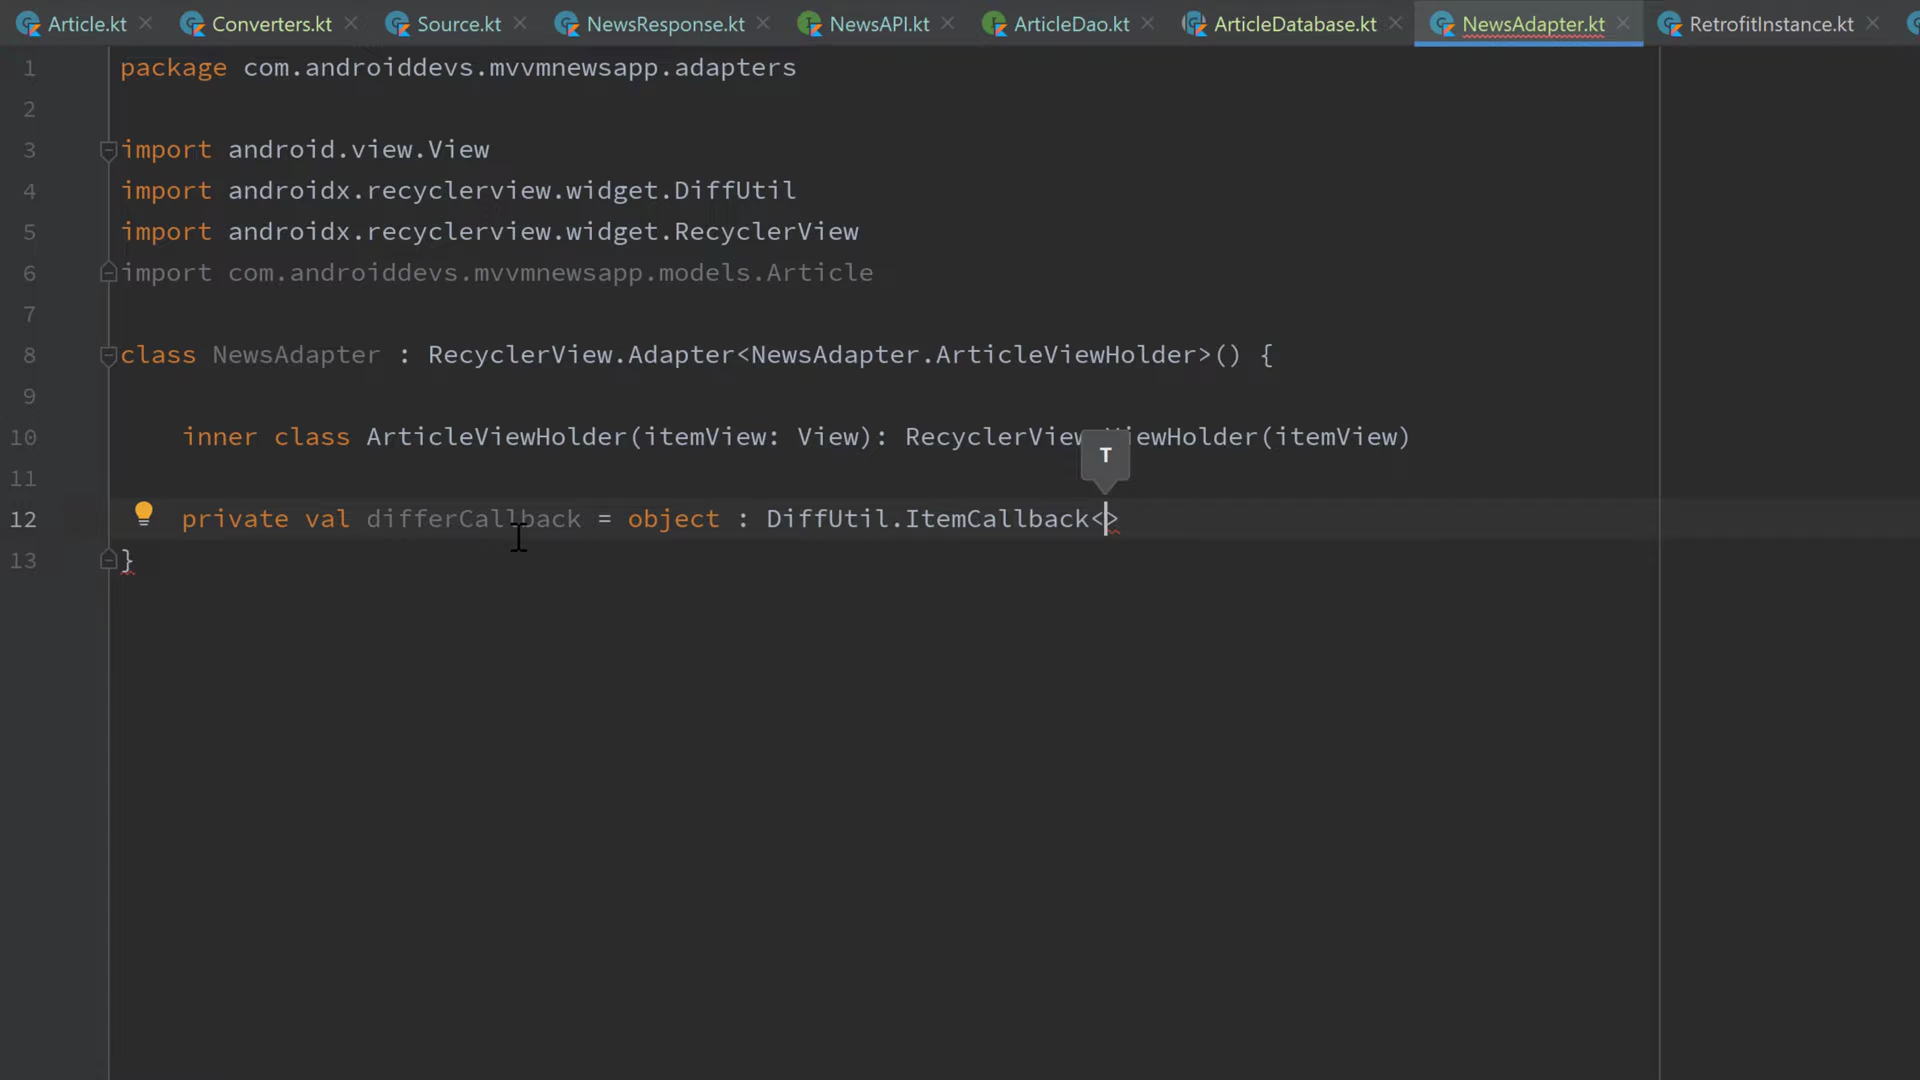 Article.kt Converters.kt Source.kt NewsResponse.kt NewsAPI.kt ArticleDao.kt ArticleDatabase.kt NewsAdapter.kt RetrofitInstance.kt
1 package com.androiddevs.mvvmnewsapp.adapters
2
3 import android.view.View
4 import androidx.recyclerview.widget.DiffUtil
5 import androidx.recyclerview.widget.RecyclerView
6 import com.androiddevs.mvvmnewsapp.models.Article
7
8 class NewsAdapter : RecyclerView.Adapter<NewsAdapter.ArticleViewHolder>() {
9
10 inner class ArticleViewHolder(itemView: View): RecyclerView.ViewHolder(itemView)
T
11
12 private val differCallback = object : DiffUtil.ItemCallback<>
13 }